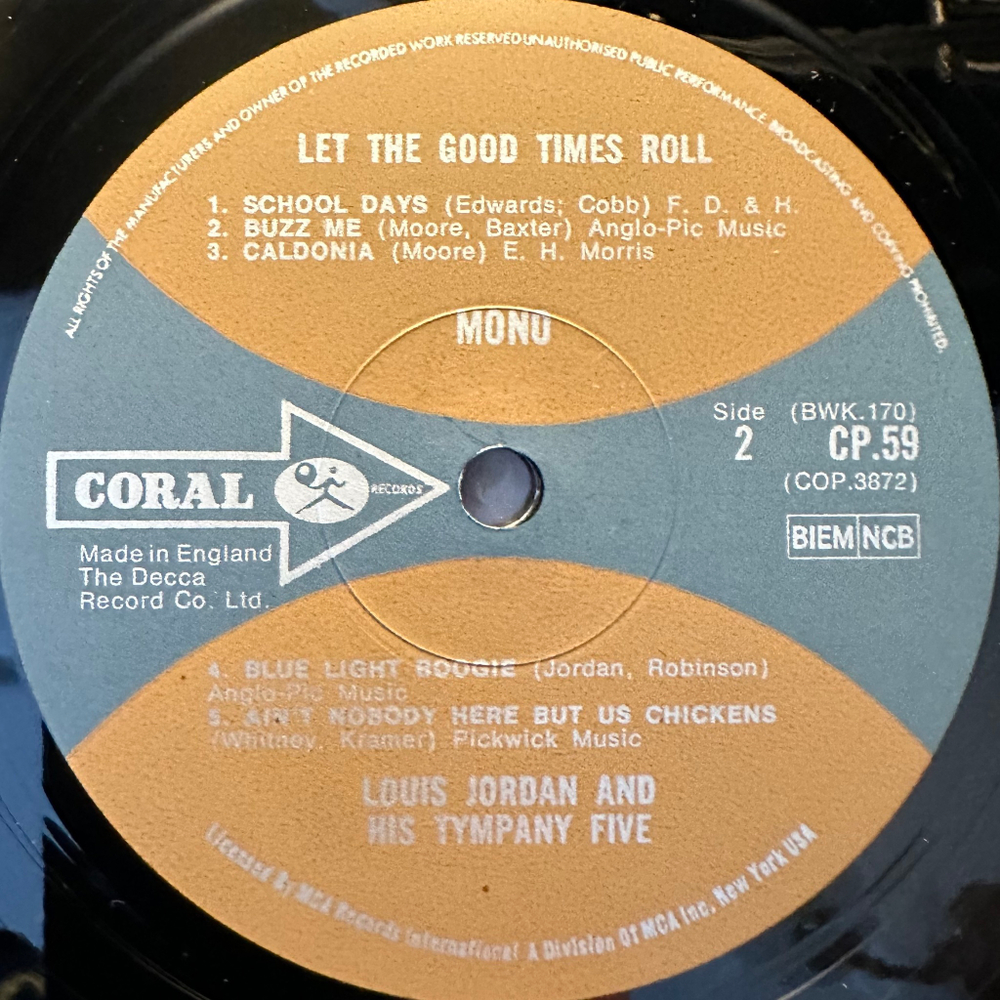 ALL RIGHTS OF THE MANUFACTURERS AND OWNER OF THE RECORDED WORK RESERVED UNAUTHORISED PUBLIC PERFORMANCE BROADCASTING AND COPYING PROHIBITED.
LET THE GOOD TIMES ROLL
1. SCHOOL DAYS (Edwards; Cobb) F. D. & H.
2. BUZZ ME (Moore, Baxter) Anglo-Pic Music
3. CALDONIA (Moore) E. H. Morris
MONO
Side (BWK.170)
2 CP.59
(COP.3872)
CORAL RECORDS
BIEM NCB
Made in England
The Decca
Record Co. Ltd.
4. BLUE LIGHT BOOGIE (Jordan, Robinson)
Anglo-Pic Music
5. AIN'T NOBODY HERE BUT US CHICKENS
(Whitney, Kramer) Pickwick Music
LOUIS JORDAN AND
HIS TYMPANY FIVE
Licensed By MCA Records International A Division Of MCA Inc, New York USA